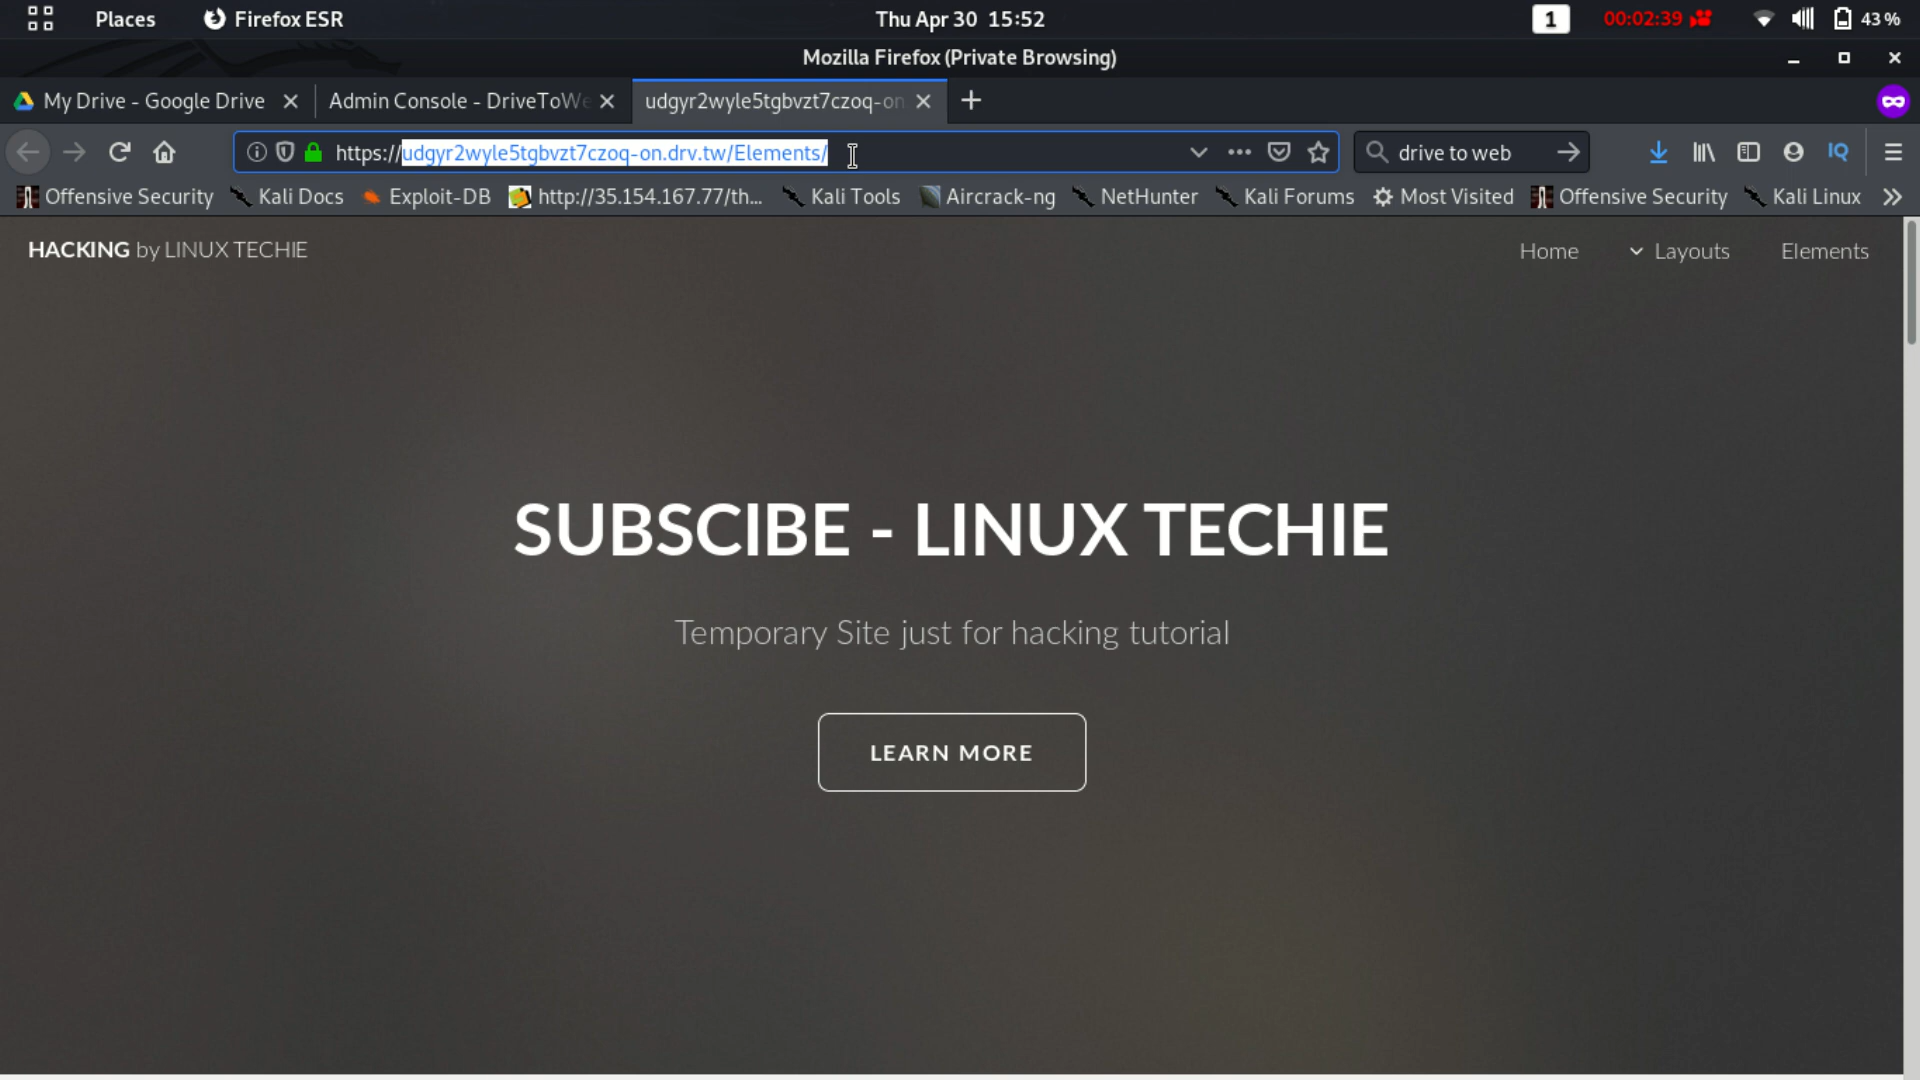 Places Firefox ESR Thu Apr 30 15:52 1 00:02:39 43 %
Mozilla Firefox (Private Browsing)
My Drive - Google Drive Admin Console - DriveToWe udgyr2wyle5tgbvzt7czoq-on
https://udgyr2wyle5tgbvzt7czoq-on.drv.tw/Elements/ drive to web IQ
Offensive Security Kali Docs Exploit-DB http://35.154.167.77/th... Kali Tools Aircrack-ng NetHunter Kali Forums Most Visited Offensive Security Kali Linux
HACKING by LINUX TECHIE Home Layouts Elements
SUBSCIBE - LINUX TECHIE
Temporary Site just for hacking tutorial
LEARN MORE